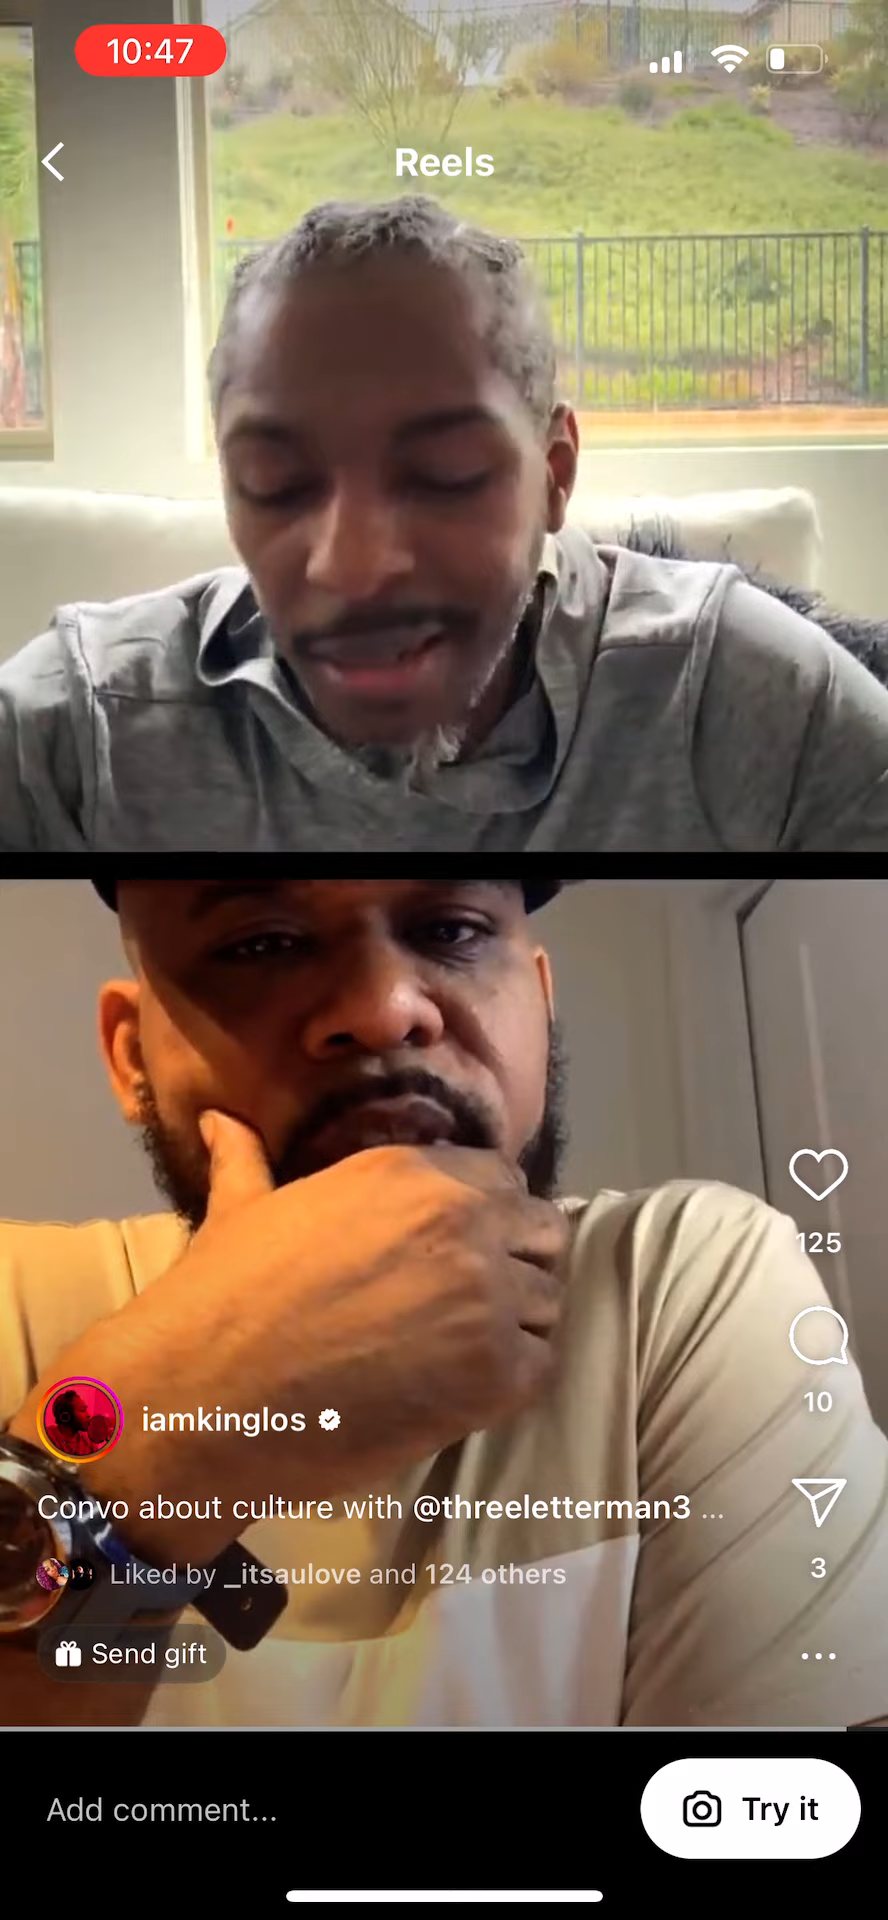 10:47
Reels
125
10
iamkinglos
Convo about culture with @threeletterman3 ...
3
Liked by _itsaulove and 124 others
Send gift
Add comment...
Try it